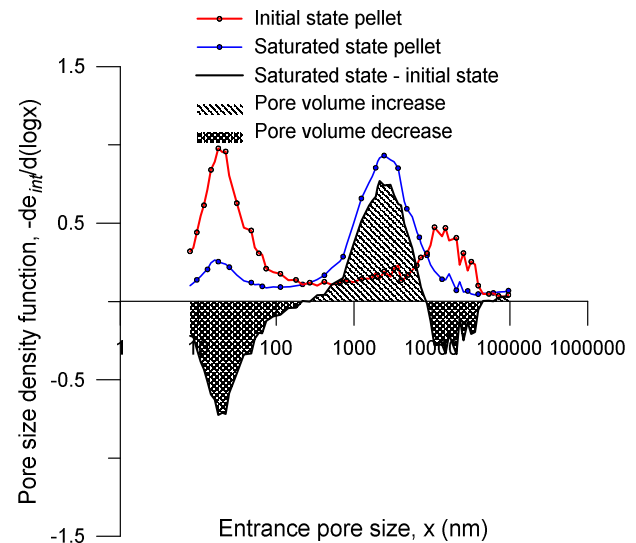 Initial state pellet
Saturated state pellet
Saturated state - initial state
Pore volume increase
Pore volume decrease
1.5
0.5
-0.5
-1.5
1 100 1000 100000 1000000
Pore size density function, -de_int/d(logx)
Entrance pore size, x (nm)